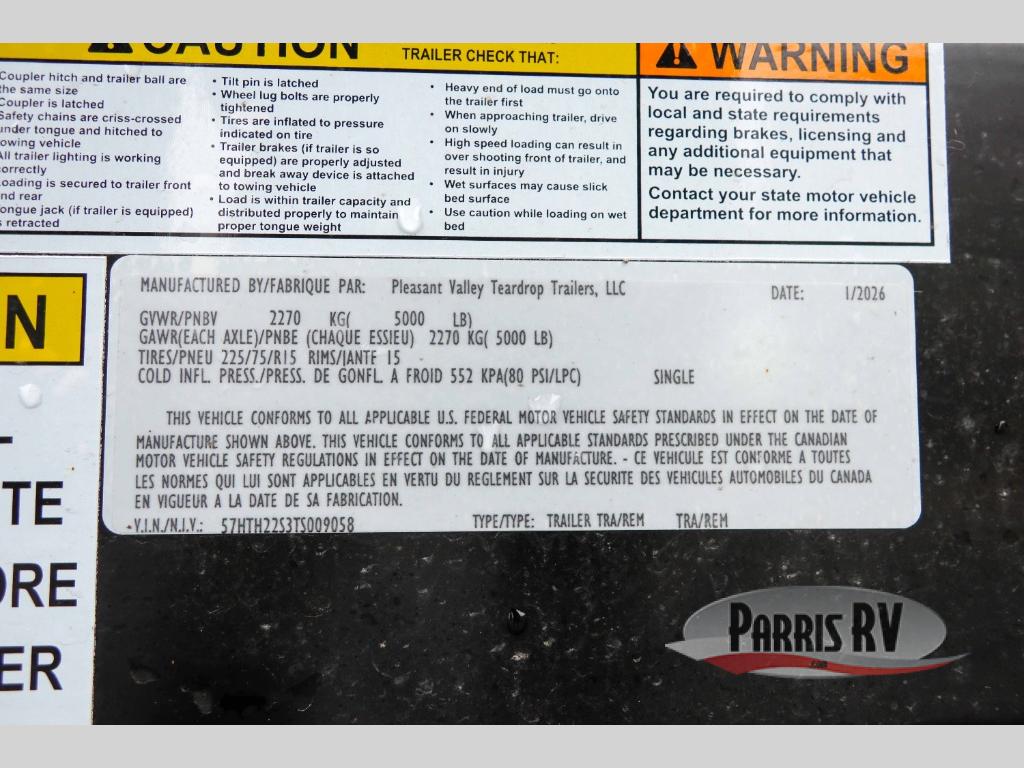 CAUTION
TRAILER CHECK THAT:
Coupler hitch and trailer ball are
the same size
Coupler is latched
Safety chains are criss-crossed
under tongue and hitched to
towing vehicle
All trailer lighting is working
correctly
Loading is secured to trailer front
and rear
Tongue jack (if trailer is equipped)
is retracted
• Tilt pin is latched
• Wheel lug bolts are properly
tightened
• Tires are inflated to pressure
indicated on tire
• Trailer brakes (if trailer is so
equipped) are properly adjusted
and break away device is attached
to towing vehicle
• Load is within trailer capacity and
distributed properly to maintain
proper tongue weight
• Heavy end of load must go onto
the trailer first
• When approaching trailer, drive
on slowly
• High speed loading can result in
over shooting front of trailer, and
result in injury
• Wet surfaces may cause slick
bed surface
• Use caution while loading on wet
bed
WARNING
You are required to comply with
local and state requirements
regarding brakes, licensing and
any additional equipment that
may be necessary.
Contact your state motor vehicle
department for more information.
N
TE
ORE
ER
MANUFACTURED BY/FABRIQUE PAR: Pleasant Valley Teardrop Trailers, LLC
DATE: 1/2026
GVWR/PNBV 2270 KG( 5000 LB)
GAWR(EACH AXLE)/PNBE (CHAQUE ESSIEU) 2270 KG( 5000 LB)
TIRES/PNEU 225/75/R15 RIMS/JANTE 15
COLD INFL. PRESS./PRESS. DE GONFL. A FROID 552 KPA(80 PSI/LPC) SINGLE
THIS VEHICLE CONFORMS TO ALL APPLICABLE U.S. FEDERAL MOTOR VEHICLE SAFETY STANDARDS IN EFFECT ON THE DATE OF
MANUFACTURE SHOWN ABOVE. THIS VEHICLE CONFORMS TO ALL APPLICABLE STANDARDS PRESCRIBED UNDER THE CANADIAN
MOTOR VEHICLE SAFETY REGULATIONS IN EFFECT ON THE DATE OF MANUFACTURE. - CE VEHICULE EST CONFORME A TOUTES
LES NORMES QUI LUI SONT APPLICABLES EN VERTU DU REGLEMENT SUR LA SECURITE DES VEHICULES AUTOMOBILES DU CANADA
EN VIGUEUR A LA DATE DE SA FABRICATION.
V.I.N./N.I.V.: 57HTH22S3TS009058 TYPE/TYPE: TRAILER TRA/REM TRA/REM
PARRIS RV
.com